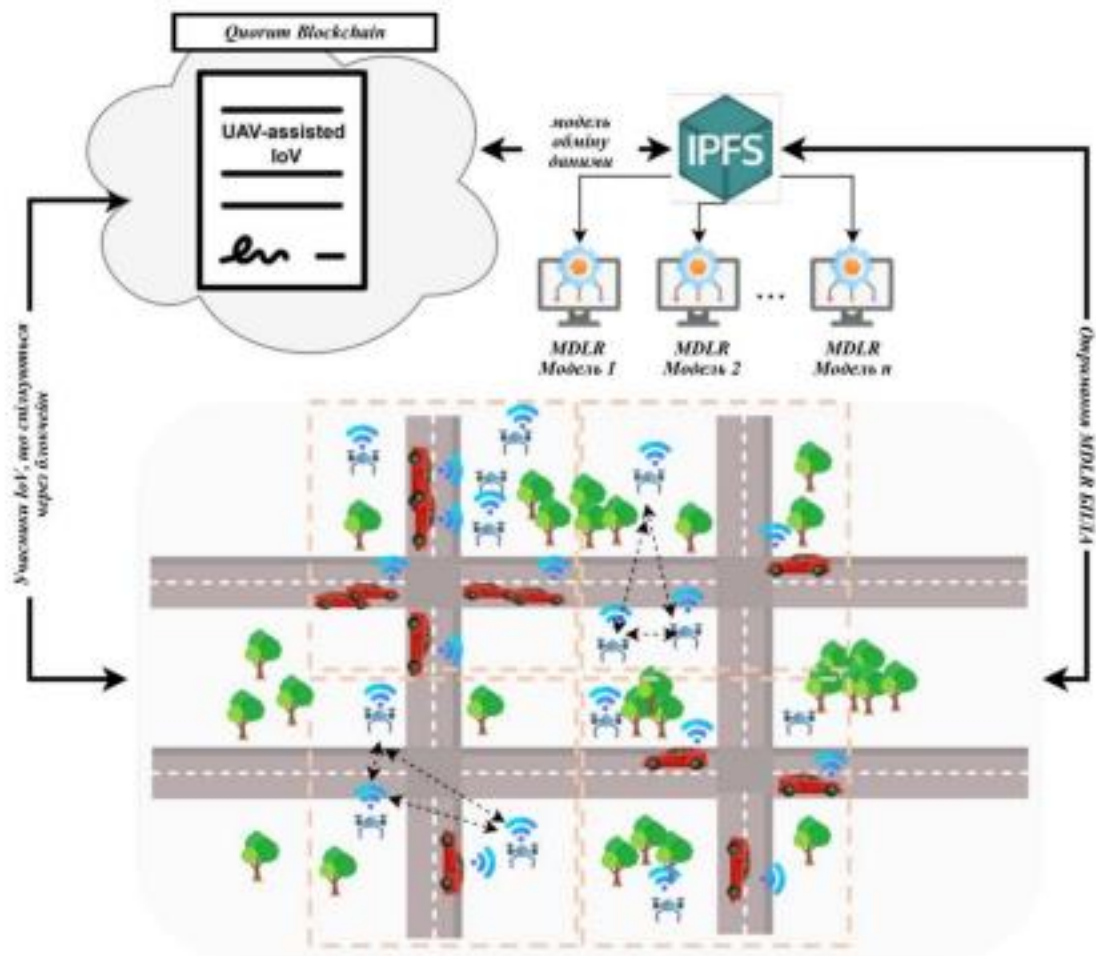 Quorum Blockchain
UAV-assisted
IoV
модель
обміну
даними
IPFS
MDLR
Модель 1
MDLR
Модель 2
...
MDLR
Модель n
Учасники IoV, що спілкуються
через блокчейн
Отримання MDLR БПЛА